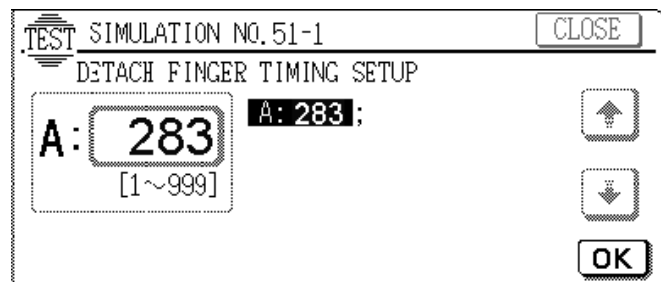 TEST SIMULATION NO. 51-1 CLOSE
DETACH FINGER TIMING SETUP
A: 283 A: 283 ;
[1~999]
OK